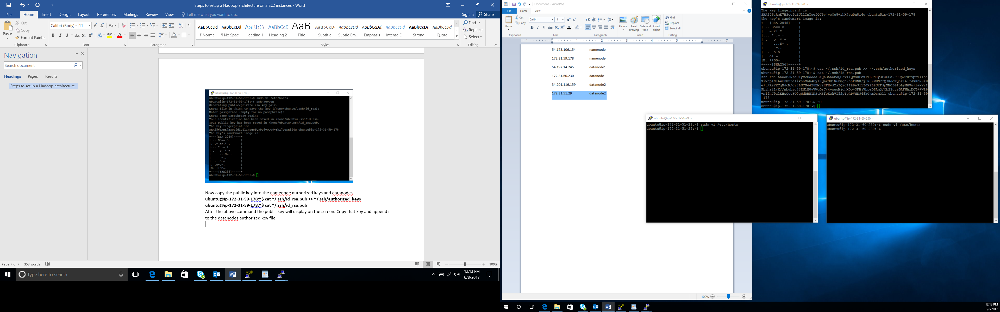 Steps to setup a Hadoop architecture on 3 EC2 instances - Word
File Home Insert Design Layout References Mailings Review View Tell me what you want to do...
Sign in Share
Paste
Cut
Copy
Format Painter
Clipboard
Calibri (Body) 11
Font
Paragraph
AaBbCcDd AaBbCcDd AaBbC AaBbCcD AaB AaBbCcD AaBbCcDd AaBbCcDd AaBbCcDd AaBbCcDc AaBbCcDd
¶ Normal ¶ No Spac... Heading 1 Heading 2 Title Subtitle Subtle Em... Emphasis Intense E... Strong Quote
Styles
Find
Replace
Select
Editing
Navigation
Search document
Headings Pages Results
Steps to setup a Hadoop architecture...
ubuntu@ip-172-31-59-178: ~
ubuntu@ip-172-31-59-178:~$ sudo vi /etc/hosts
ubuntu@ip-172-31-59-178:~$ ssh-keygen
Generating public/private rsa key pair.
Enter file in which to save the key (/home/ubuntu/.ssh/id_rsa):
Enter passphrase (empty for no passphrase):
Enter same passphrase again:
Your identification has been saved in /home/ubuntu/.ssh/id_rsa.
Your public key has been saved in /home/ubuntu/.ssh/id_rsa.pub.
The key fingerprint is:
SHA256:AmE7BSocfdiU1lInTqefQJ9yjywOu8+rhX7yqDn8i4g ubuntu@ip-172-31-59-178
The key's randomart image is:
+---[RSA 2048]----+
| .. Bo== o |
|. .= X+.* . |
|... * .= + |
| . o * + |
| ...S= . |
| =.. |
| . o o |
|. .o+.=. |
|E. ++BB=. |
+----[SHA256]-----+
ubuntu@ip-172-31-59-178:~$
Now copy the public key into the namenode authorized keys and datanodes.
ubuntu@ip-172-31-59-178:~$ cat ~/.ssh/id_rsa.pub >> ~/.ssh/authorized_keys
ubuntu@ip-172-31-59-178:~$ cat ~/.ssh/id_rsa.pub
After the above command the public key will display on the screen. Copy that key and append it
to the datanodes authorized key file.
Page 7 of 7 353 words
100%
Type here to search
12:13 PM
6/8/2017
Document - WordPad
File Home View
Paste
Cut
Copy
Clipboard
Calibri 11
Font
Paragraph
Picture
Paint drawing
Date and time
Insert object
Insert
Find
Replace
Select all
Editing
54.173.106.154 namenode
172.31.59.178 namenode
54.197.14.245 datanode1
172.31.60.230 datanode1
34.201.116.159 datanode2
172.31.51.29 datanode2
100%
ubuntu@ip-172-31-59-178: ~
The key fingerprint is:
SHA256:AmE7BSocfdiU1lInTqefQJ9yjywOu8+rhX7yqDn8i4g ubuntu@ip-172-31-59-178
The key's randomart image is:
+---[RSA 2048]----+
| .. Bo== o |
|. .= X+.* . |
|... * .= + |
| . o * + |
| ...S= . |
| =.. |
| . o o |
|. .o+.=. |
|E. ++BB=. |
+----[SHA256]-----+
ubuntu@ip-172-31-59-178:~$ cat ~/.ssh/id_rsa.pub >> ~/.ssh/authorized_keys
ubuntu@ip-172-31-59-178:~$ cat ~/.ssh/id_rsa.pub
ssh-rsa
ubuntu@ip-172-31-59
-178
ubuntu@ip-172-31-59-178:~$ ^C
ubuntu@ip-172-31-59-178:~$
ubuntu@ip-172-31-51-29: ~
ubuntu@ip-172-31-51-29:~$ sudo vi /etc/hosts
ubuntu@ip-172-31-51-29:~$
ubuntu@ip-172-31-60-230: ~
ubuntu@ip-172-31-60-230:~$ sudo vi /etc/hosts
ubuntu@ip-172-31-60-230:~$
12:13 PM
6/8/2017